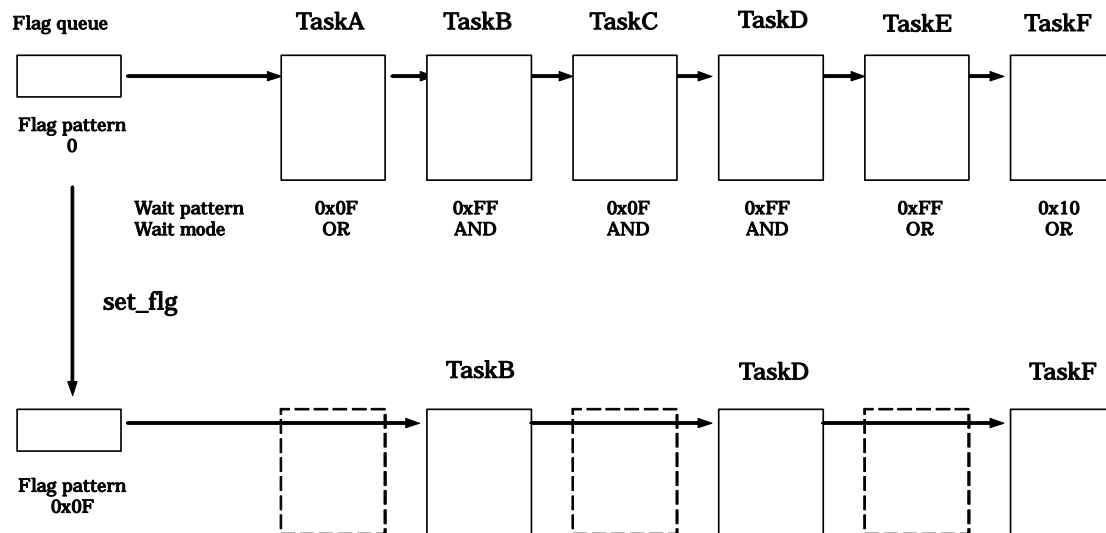 Flag queue
TaskA
TaskB
TaskC
TaskD
TaskE
TaskF
Flag pattern
0
Wait pattern
Wait mode
0x0F
OR
0xFF
AND
0x0F
AND
0xFF
AND
0xFF
OR
0x10
OR
set_flg
TaskB
TaskD
TaskF
Flag pattern
0x0F